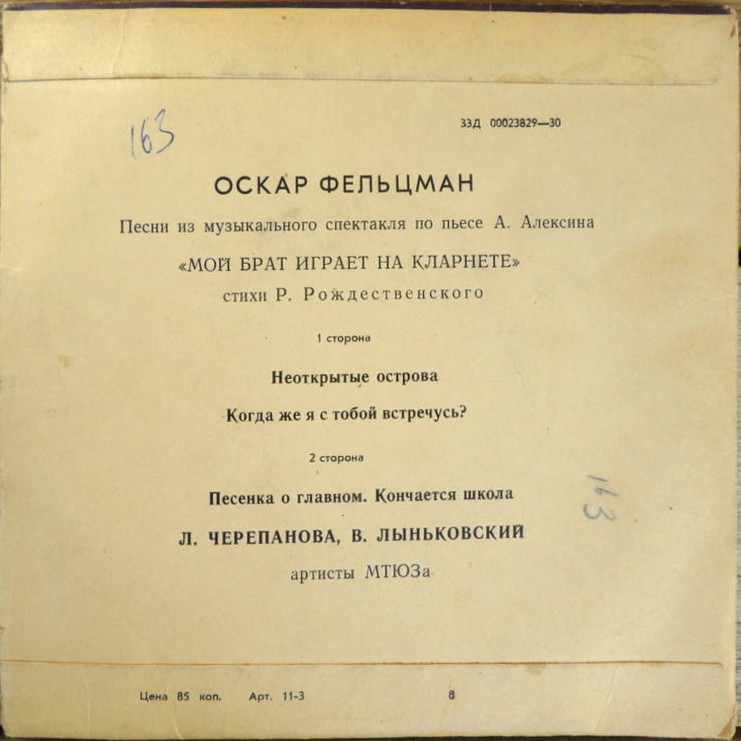 163
33Д 00023829—30
ОСКАР ФЕЛЬЦМАН
Песни из музыкального спектакля по пьесе А. Алексина
«МОЙ БРАТ ИГРАЕТ НА КЛАРНЕТЕ»
стихи Р. Рождественского
1 сторона
Неоткрытые острова
Когда же я с тобой встречусь?
2 сторона
163
Песенка о главном. Кончается школа
Л. ЧЕРЕПАНОВА, В. ЛЫНЬКОВСКИЙ
артисты МТЮЗа
Цена 85 коп. Арт. 11-3 8